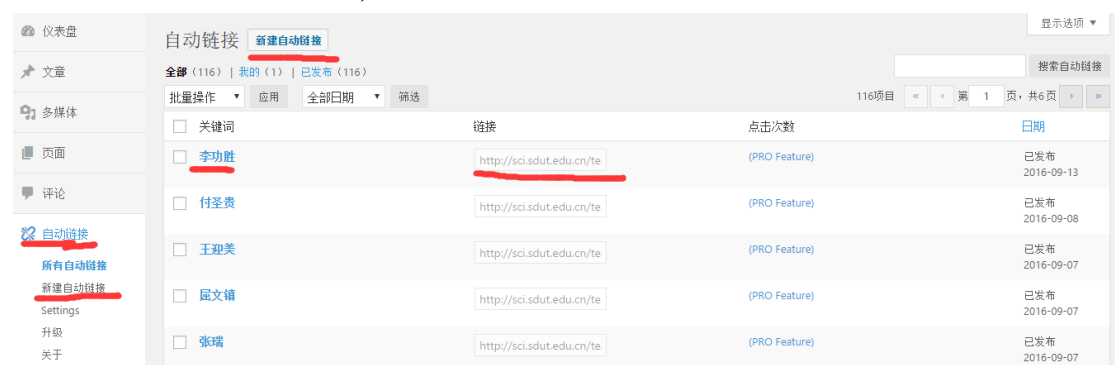 仪表盘
文章
多媒体
页面
评论
自动链接
所有自动链接
新建自动链接
Settings
升级
关于
显示选项 ▼
自动链接 新建自动链接
全部（116） | 我的（1） | 已发布（116）
搜索自动链接
批量操作 ▼ 应用 全部日期 ▼ 筛选 116项目 « ‹ 第 1 页，共6页 › »
关键词 链接 点击次数 日期
李功胜 http://sci.sdut.edu.cn/te (PRO Feature) 已发布
2016-09-13
付圣贵 http://sci.sdut.edu.cn/te (PRO Feature) 已发布
2016-09-08
王迎美 http://sci.sdut.edu.cn/te (PRO Feature) 已发布
2016-09-07
屈文镇 http://sci.sdut.edu.cn/te (PRO Feature) 已发布
2016-09-07
张瑞 http://sci.sdut.edu.cn/te (PRO Feature) 已发布
2016-09-07